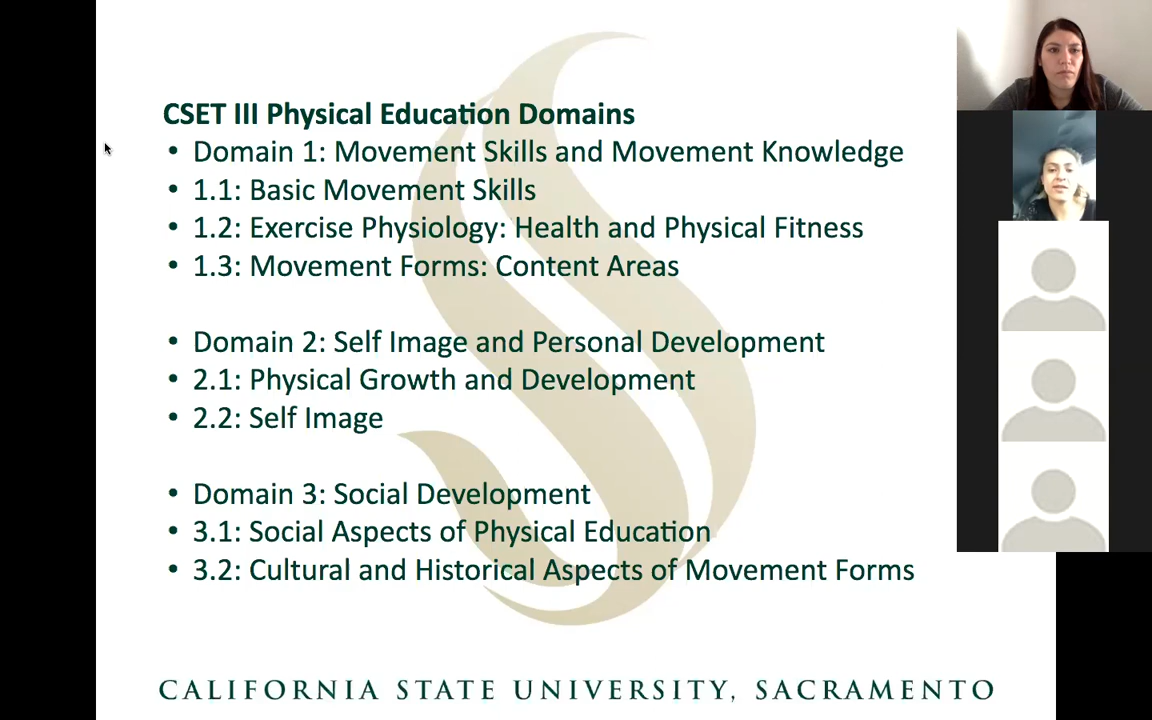 CSET III Physical Education Domains
• Domain 1: Movement Skills and Movement Knowledge
• 1.1: Basic Movement Skills
• 1.2: Exercise Physiology: Health and Physical Fitness
• 1.3: Movement Forms: Content Areas
• Domain 2: Self Image and Personal Development
• 2.1: Physical Growth and Development
• 2.2: Self Image
• Domain 3: Social Development
• 3.1: Social Aspects of Physical Education
• 3.2: Cultural and Historical Aspects of Movement Forms
CALIFORNIA STATE UNIVERSITY, SACRAMENTO